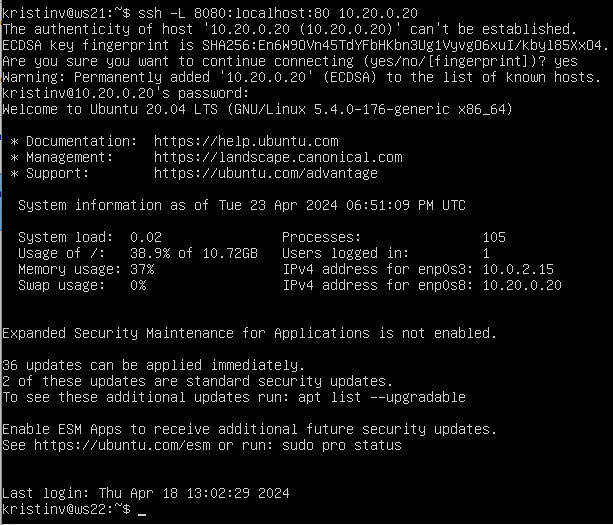 kristinv@ws21:~$ ssh -L 8080:localhost:80 10.20.0.20
The authenticity of host '10.20.0.20 (10.20.0.20)' can't be established.
ECDSA key fingerprint is SHA256:En6W9OVn45TdYFbHKbn3Ug1VyvgO6xuI/kbyl85XxO4.
Are you sure you want to continue connecting (yes/no/[fingerprint])? yes
Warning: Permanently added '10.20.0.20' (ECDSA) to the list of known hosts.
kristinv@10.20.0.20's password:
Welcome to Ubuntu 20.04 LTS (GNU/Linux 5.4.0-176-generic x86_64)
* Documentation:  https://help.ubuntu.com
* Management:     https://landscape.canonical.com
* Support:        https://ubuntu.com/advantage
System information as of Tue 23 Apr 2024 06:51:09 PM UTC
System load:  0.02              Processes:               105
Usage of /:   38.9% of 10.72GB  Users logged in:         1
Memory usage: 37%               IPv4 address for enp0s3: 10.0.2.15
Swap usage:   0%                IPv4 address for enp0s8: 10.20.0.20
Expanded Security Maintenance for Applications is not enabled.
36 updates can be applied immediately.
2 of these updates are standard security updates.
To see these additional updates run: apt list --upgradable
Enable ESM Apps to receive additional future security updates.
See https://ubuntu.com/esm or run: sudo pro status
Last login: Thu Apr 18 13:02:29 2024
kristinv@ws22:~$ _